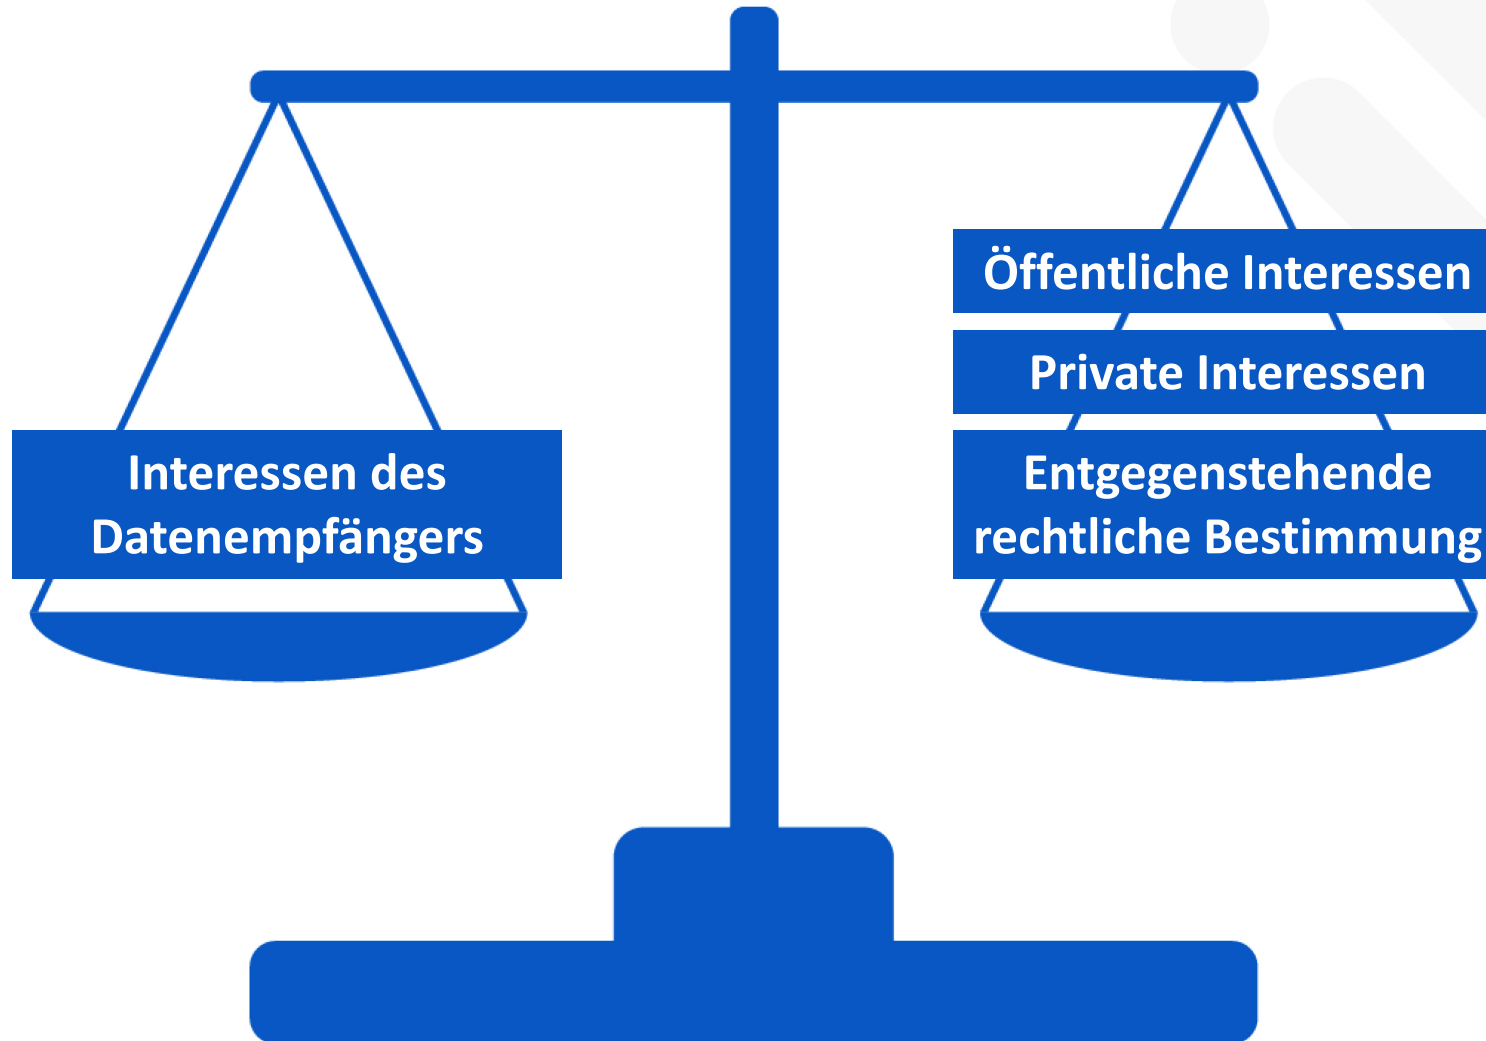 Interessen des
Datenempfängers
Öffentliche Interessen
Private Interessen
Entgegenstehende
rechtliche Bestimmung